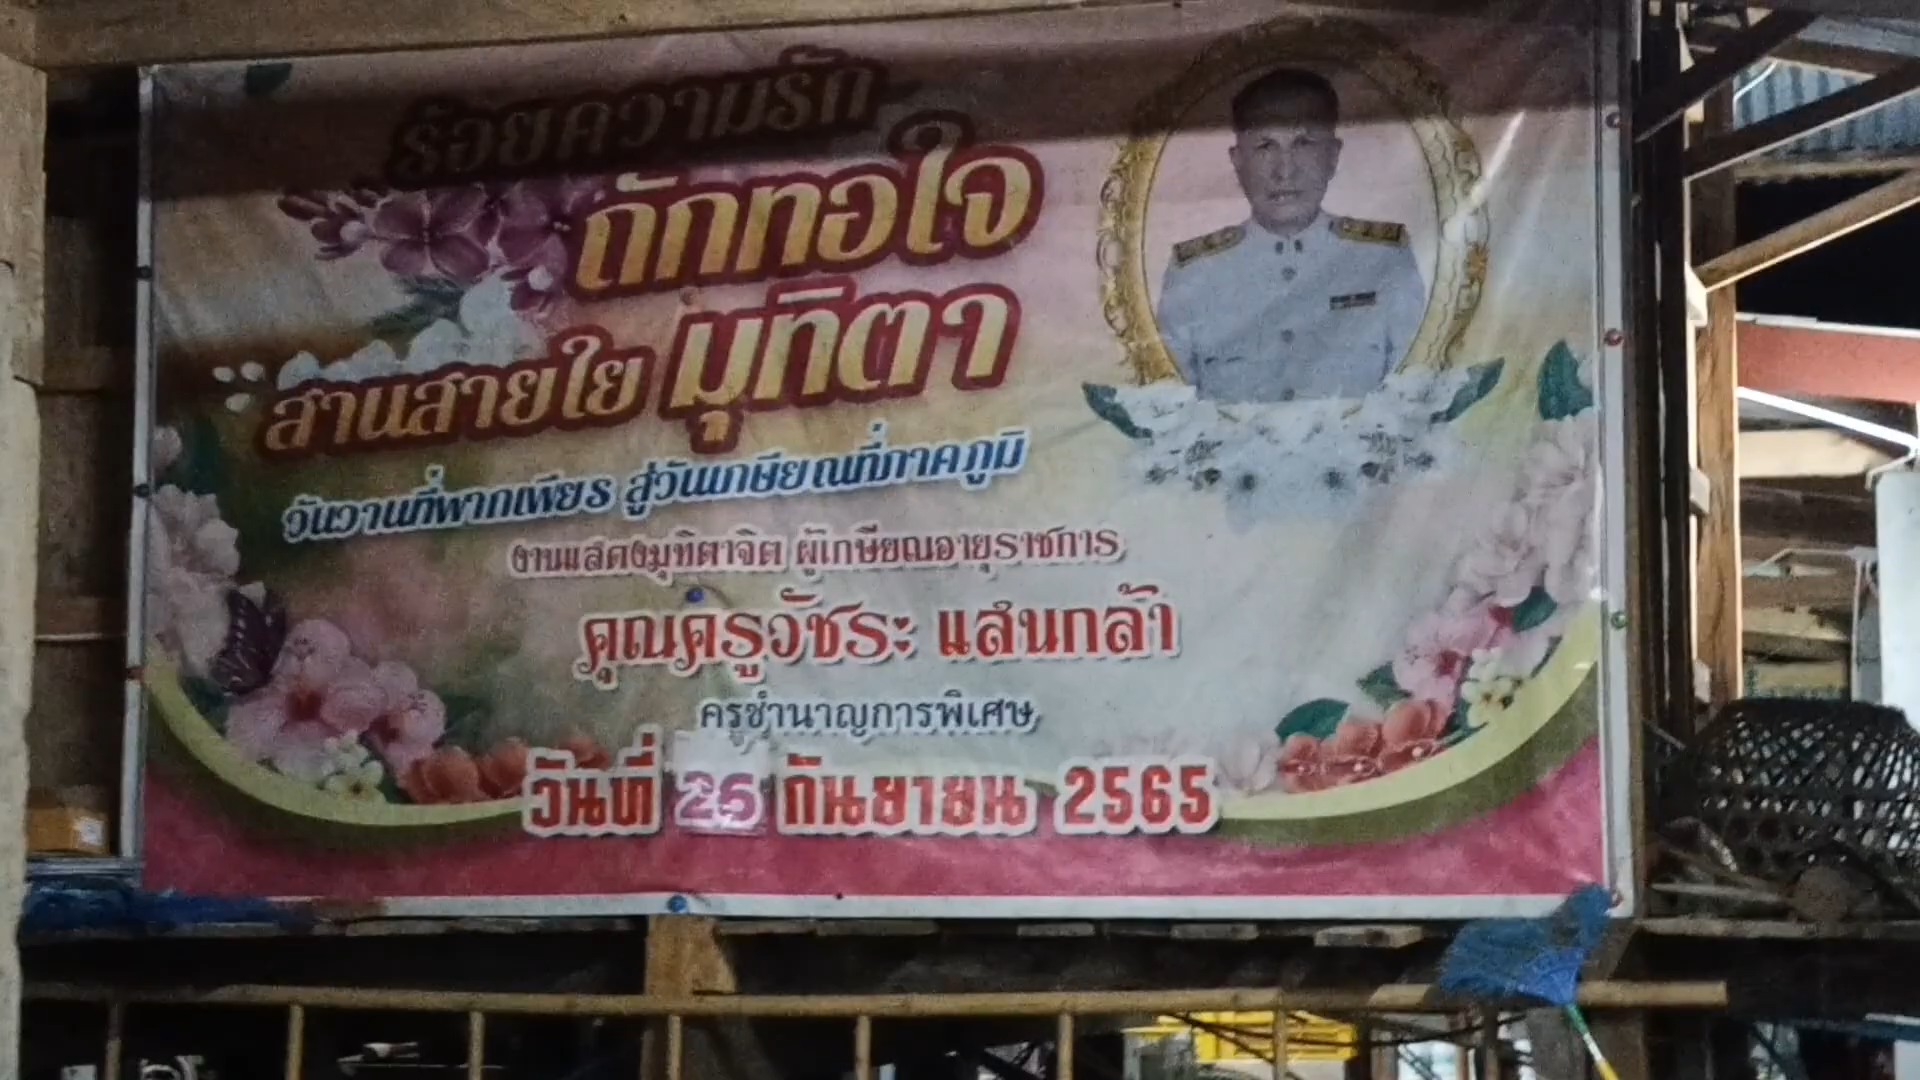 ร้อยความรัก
ถักทอใจ
สานสายใย มุทิตา
วันวานที่พากเพียร สู่วันเกษียณที่ภาคภูมิ
งานแสดงมุทิตาจิต ผู้เกษียณอายุราชการ
คุณครูวัชระ แสนกล้า
ครูชำนาญการพิเศษ
วันที่ 26 กันยายน 2565